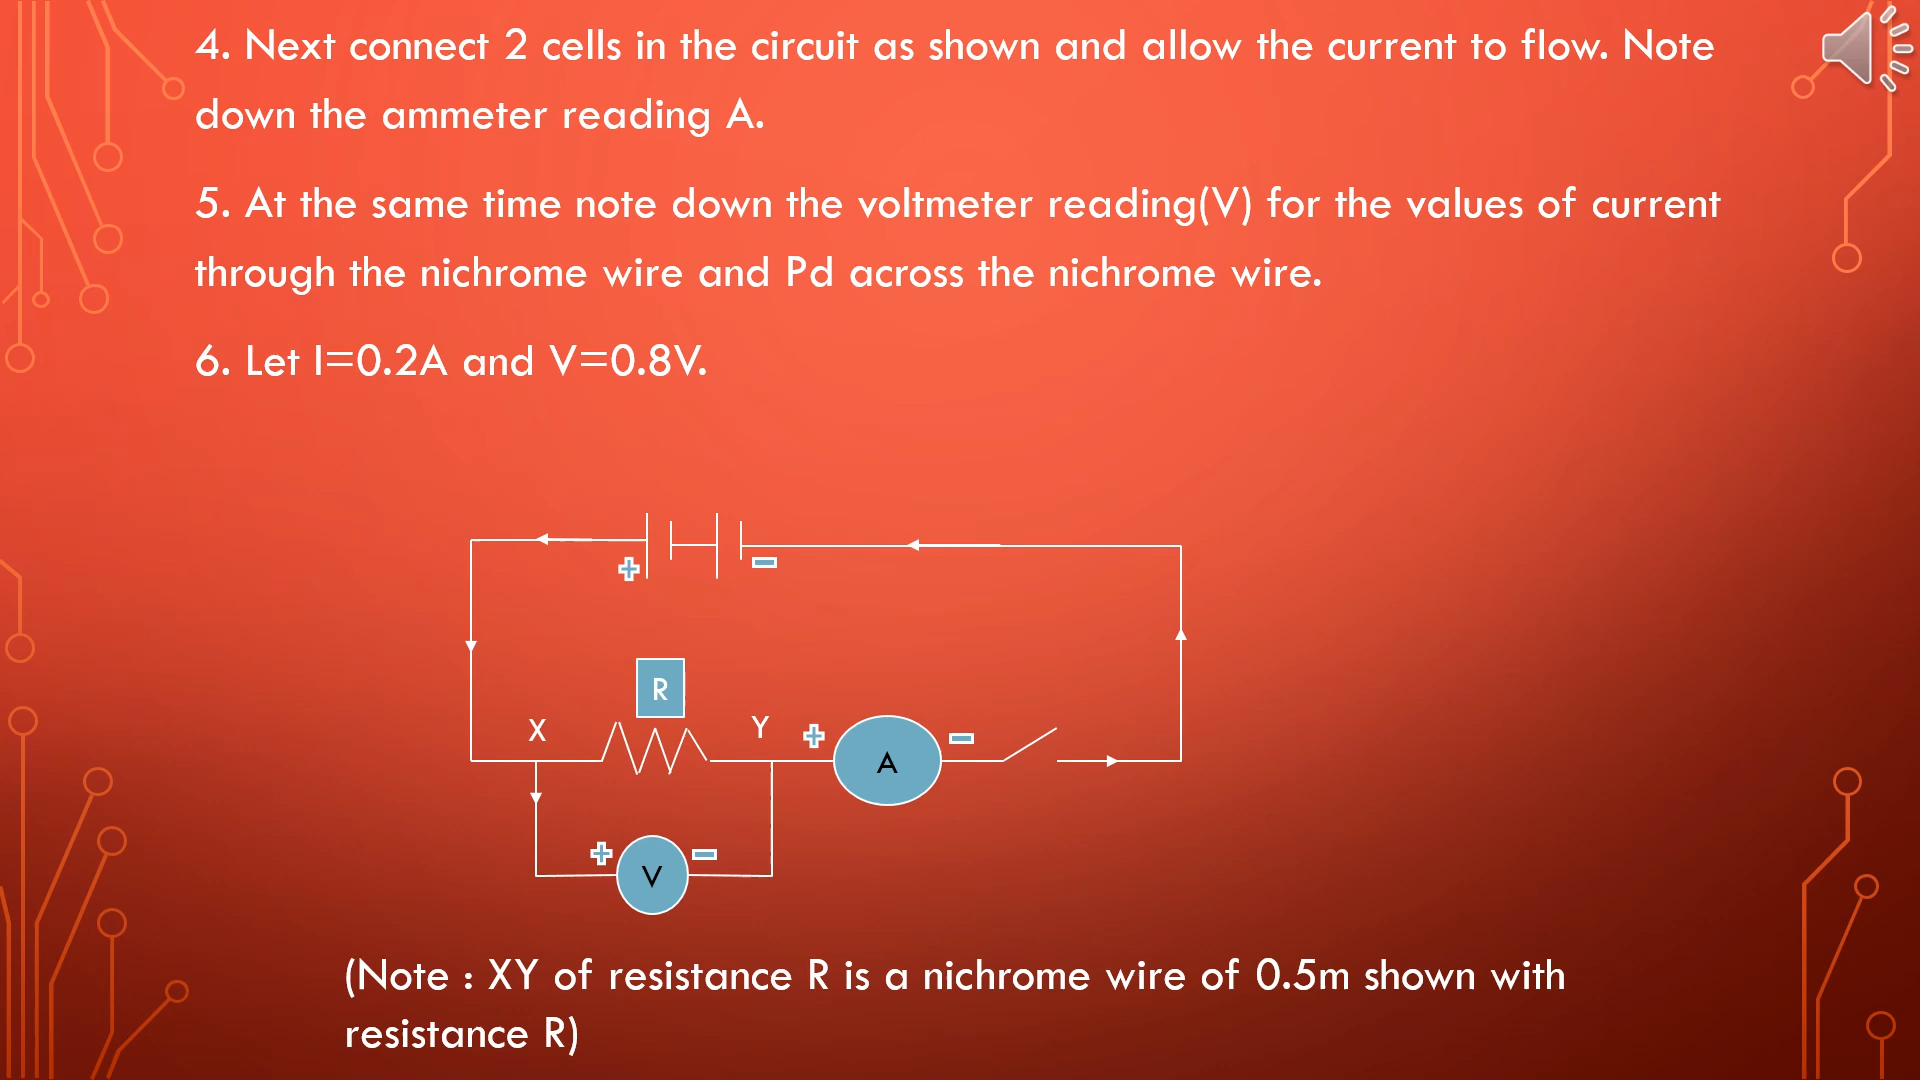 4. Next connect 2 cells in the circuit as shown and allow the current to flow. Note
down the ammeter reading A.
5. At the same time note down the voltmeter reading(V) for the values of current
through the nichrome wire and Pd across the nichrome wire.
6. Let I=0.2A and V=0.8V.
+ −
R
X Y + A −
+ V −
(Note : XY of resistance R is a nichrome wire of 0.5m shown with
resistance R)